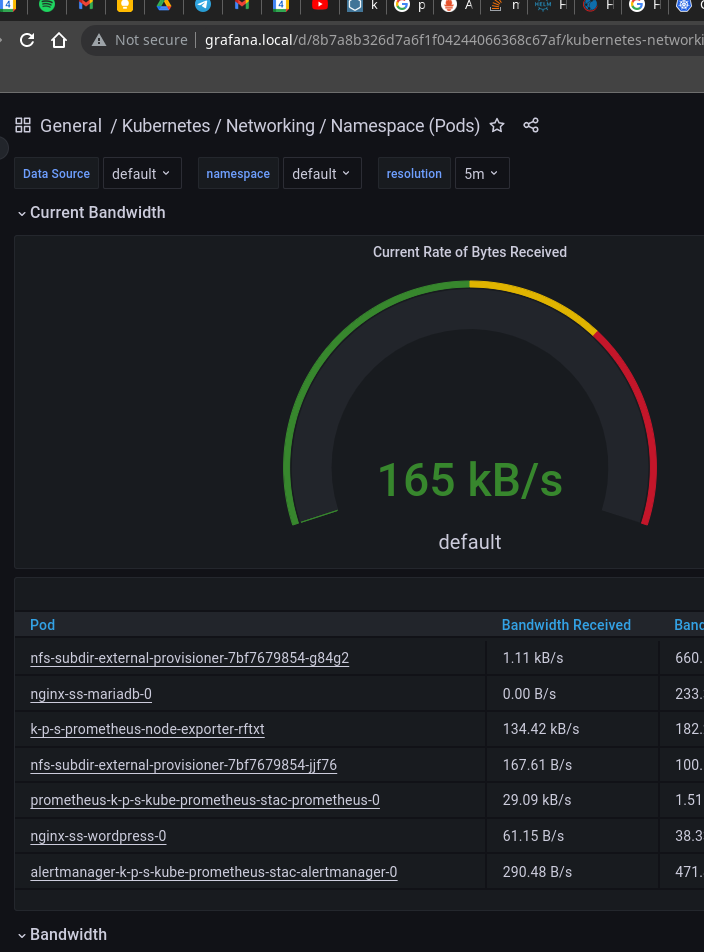 k
p
A
n
HELM
Not secure
grafana.local/d/8b7a8b326d7a6f1f04244066368c67af/kubernetes-networki
General / Kubernetes / Networking / Namespace (Pods)
Data Source default namespace default resolution 5m
Current Bandwidth
Current Rate of Bytes Received
165 kB/s
default
Pod Bandwidth Received Band
nfs-subdir-external-provisioner-7bf7679854-g84g2 1.11 kB/s 660.
nginx-ss-mariadb-0 0.00 B/s 233.
k-p-s-prometheus-node-exporter-rftxt 134.42 kB/s 182.
nfs-subdir-external-provisioner-7bf7679854-jjf76 167.61 B/s 100.
prometheus-k-p-s-kube-prometheus-stac-prometheus-0 29.09 kB/s 1.51
nginx-ss-wordpress-0 61.15 B/s 38.3
alertmanager-k-p-s-kube-prometheus-stac-alertmanager-0 290.48 B/s 471.
Bandwidth